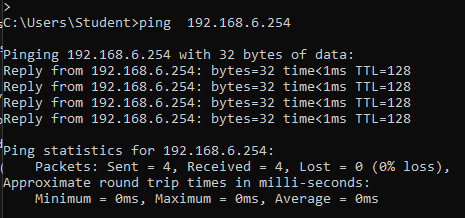 >
C:\Users\Student>ping  192.168.6.254

Pinging 192.168.6.254 with 32 bytes of data:
Reply from 192.168.6.254: bytes=32 time<1ms TTL=128
Reply from 192.168.6.254: bytes=32 time<1ms TTL=128
Reply from 192.168.6.254: bytes=32 time<1ms TTL=128
Reply from 192.168.6.254: bytes=32 time<1ms TTL=128

Ping statistics for 192.168.6.254:
    Packets: Sent = 4, Received = 4, Lost = 0 (0% loss),
Approximate round trip times in milli-seconds:
    Minimum = 0ms, Maximum = 0ms, Average = 0ms